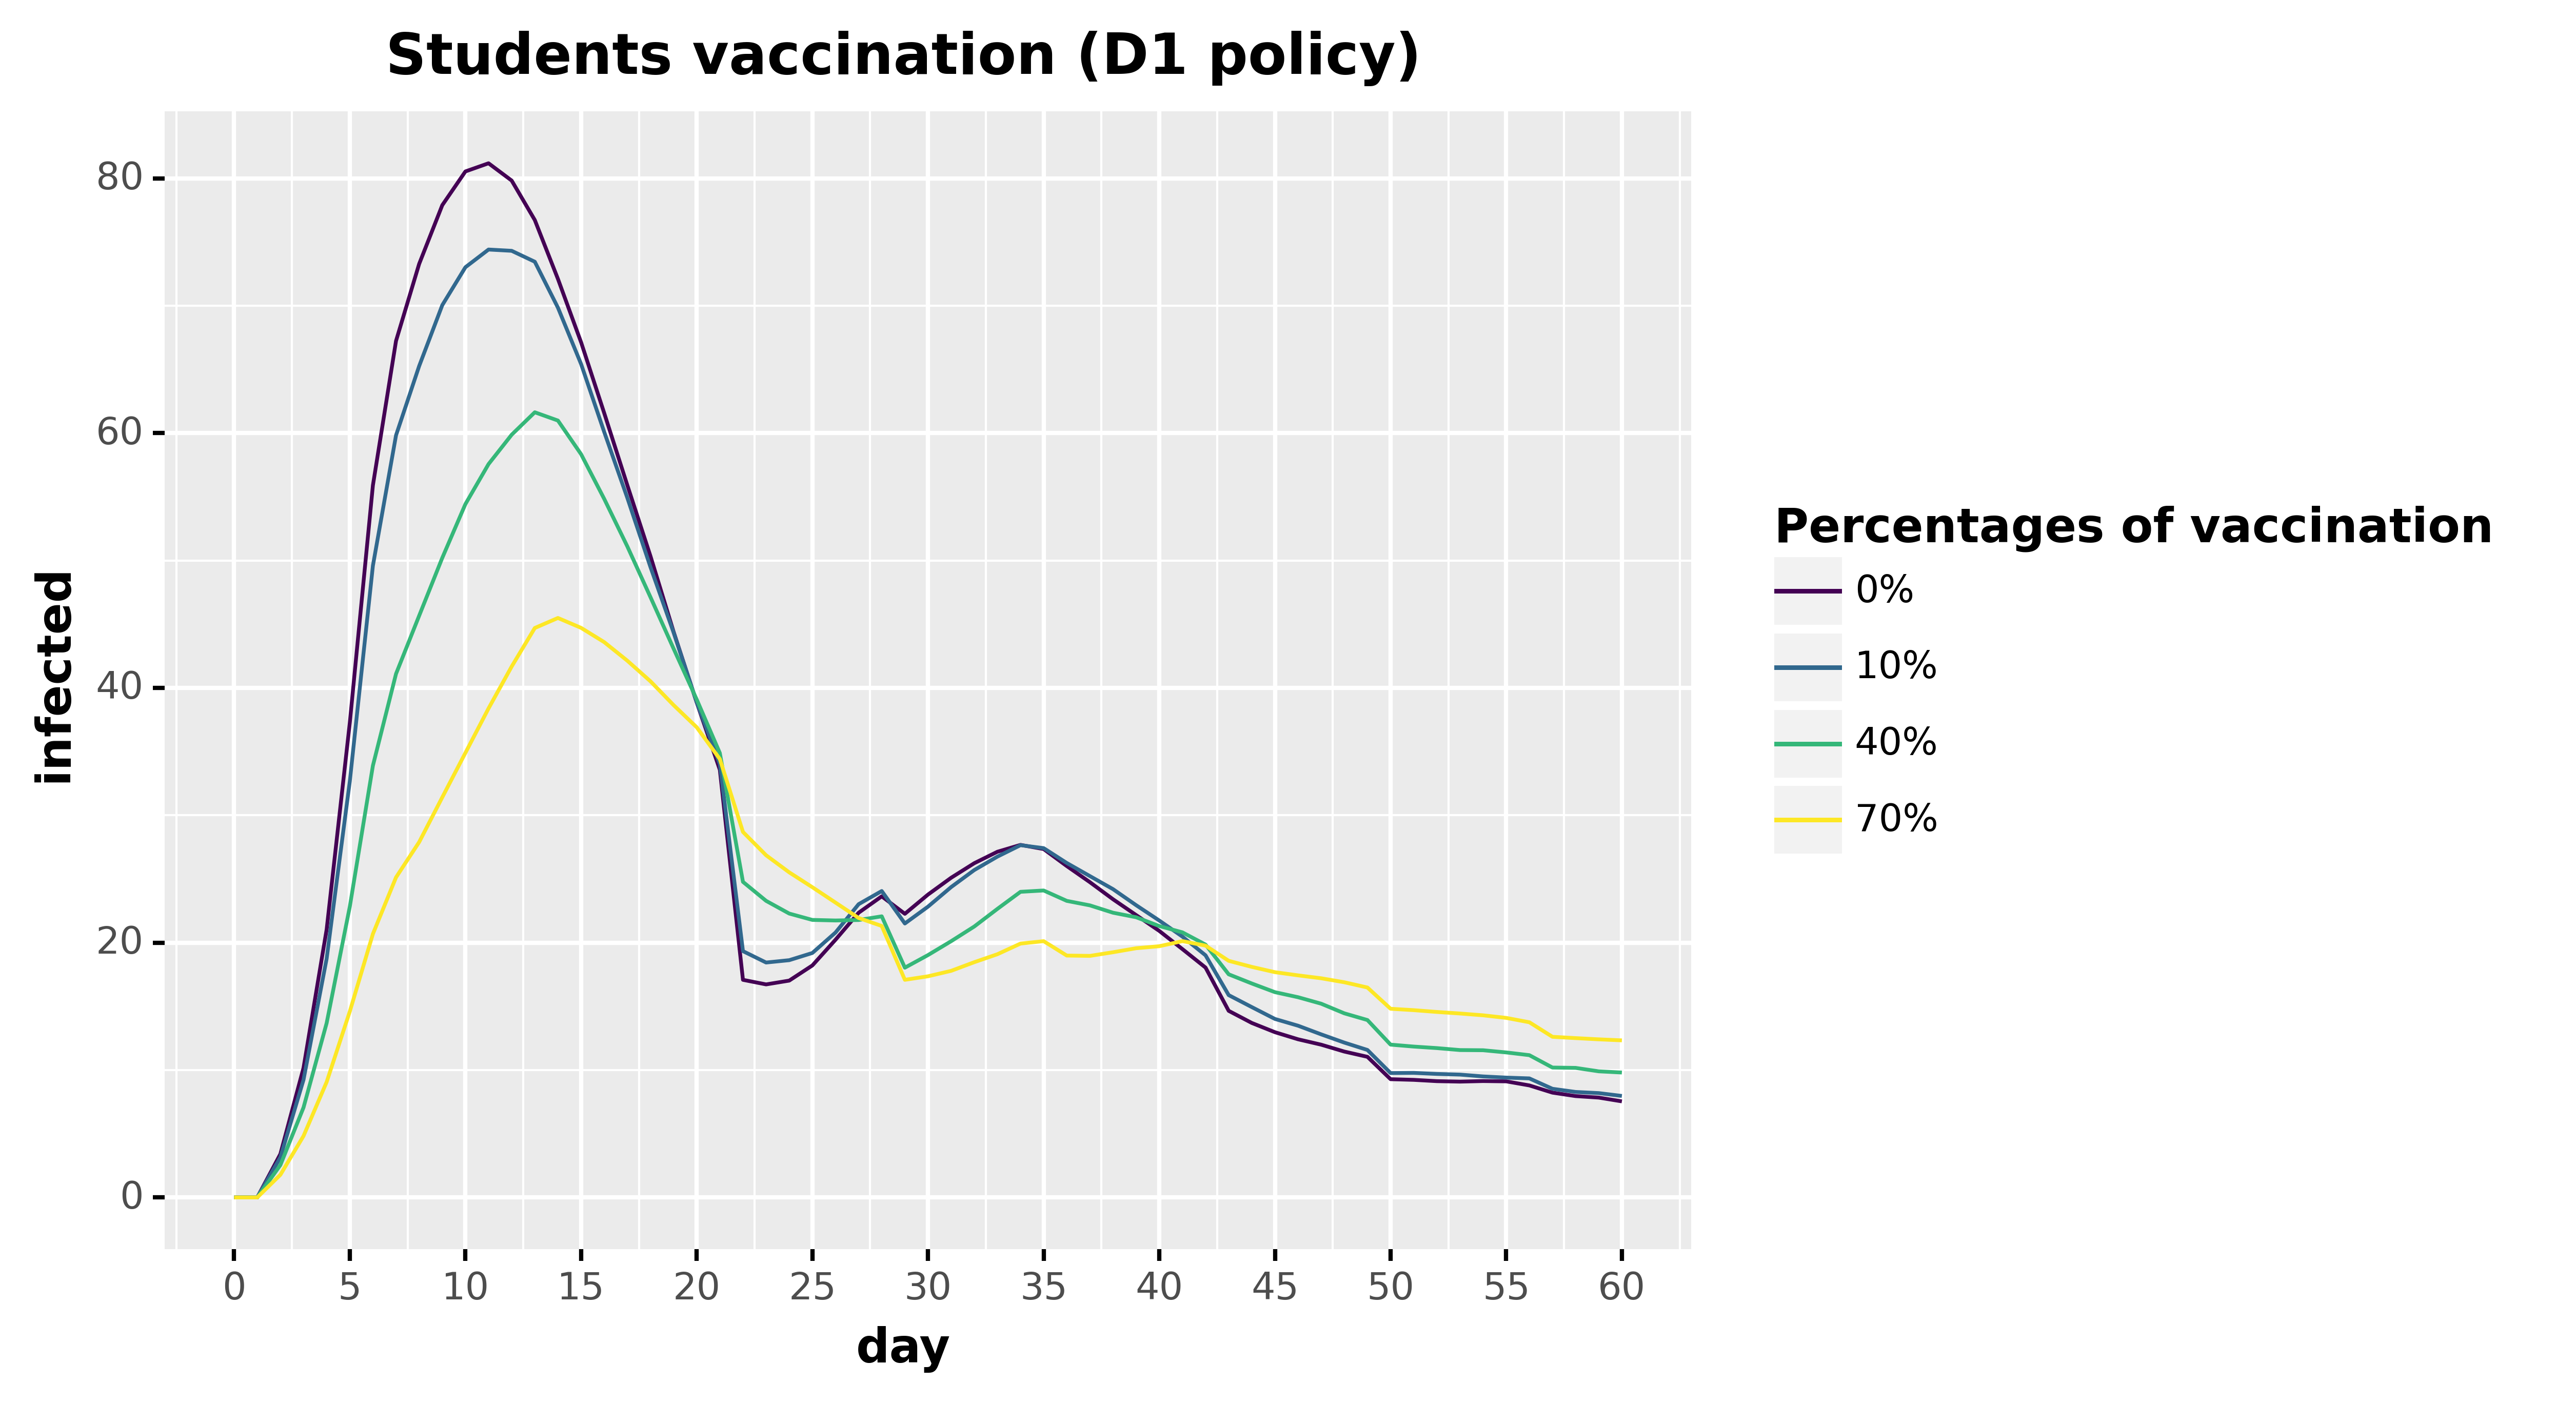 Students vaccination (D1 policy)
80
60
40
20
0
infected
0 5 10 15 20 25 30 35 40 45 50 55 60
day
Percentages of vaccination
0%
10%
40%
70%